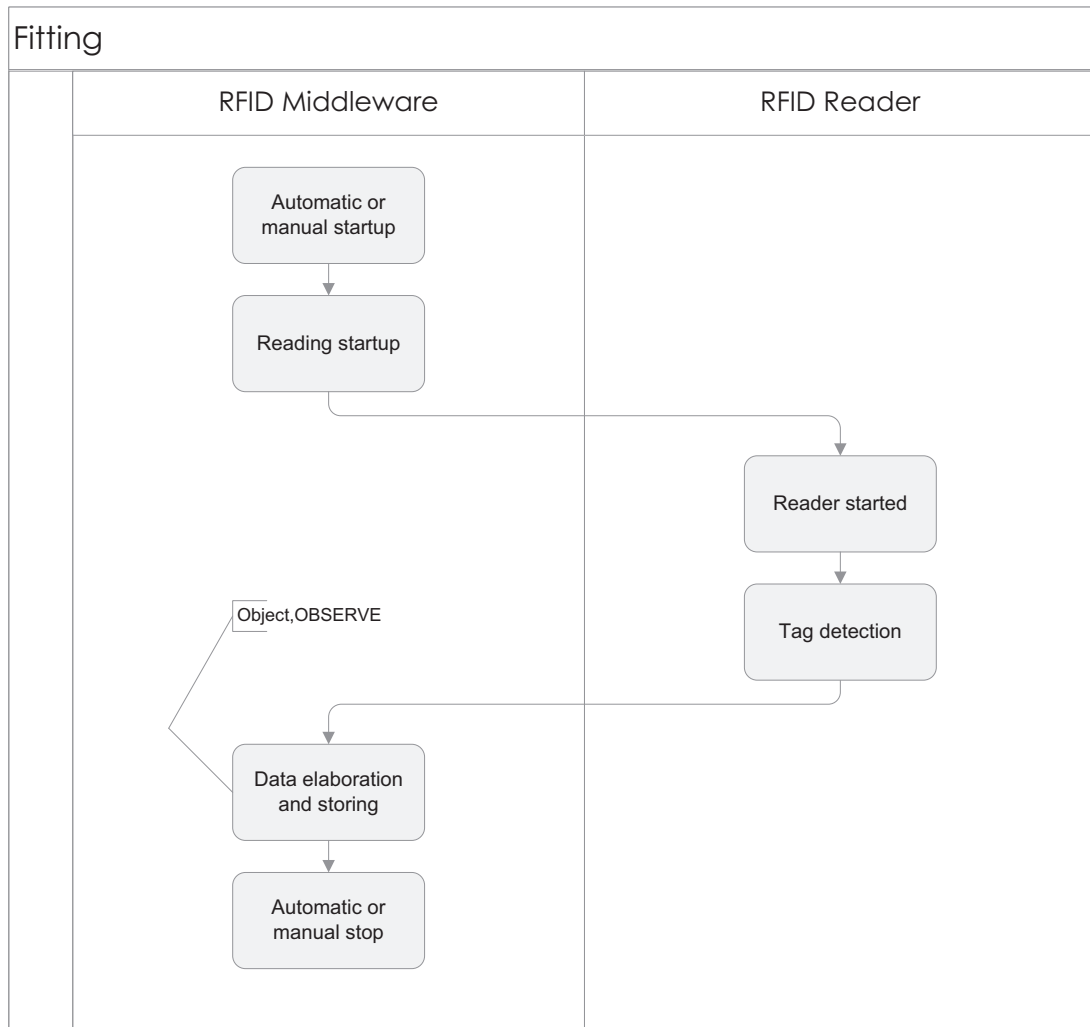 Fitting
RFID Middleware
RFID Reader
Automatic or
manual startup
Reading startup
Reader started
Tag detection
Object,OBSERVE
Data elaboration
and storing
Automatic or
manual stop